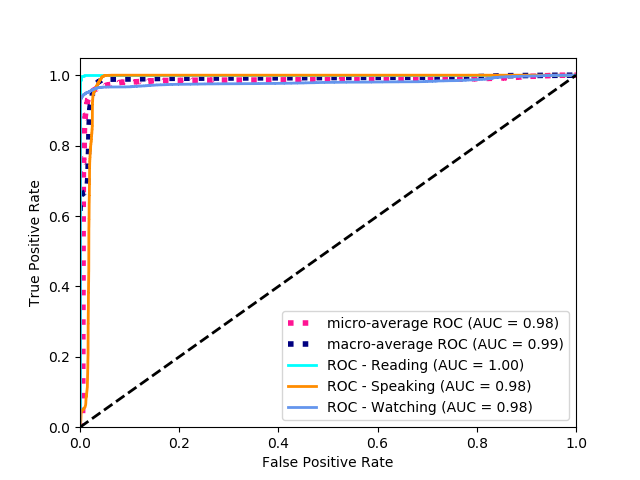 1.0
0.8
0.6
0.4
0.2
0.0
True Positive Rate
0.0 0.2 0.4 0.6 0.8 1.0
False Positive Rate
micro-average ROC (AUC = 0.98)
macro-average ROC (AUC = 0.99)
ROC - Reading (AUC = 1.00)
ROC - Speaking (AUC = 0.98)
ROC - Watching (AUC = 0.98)